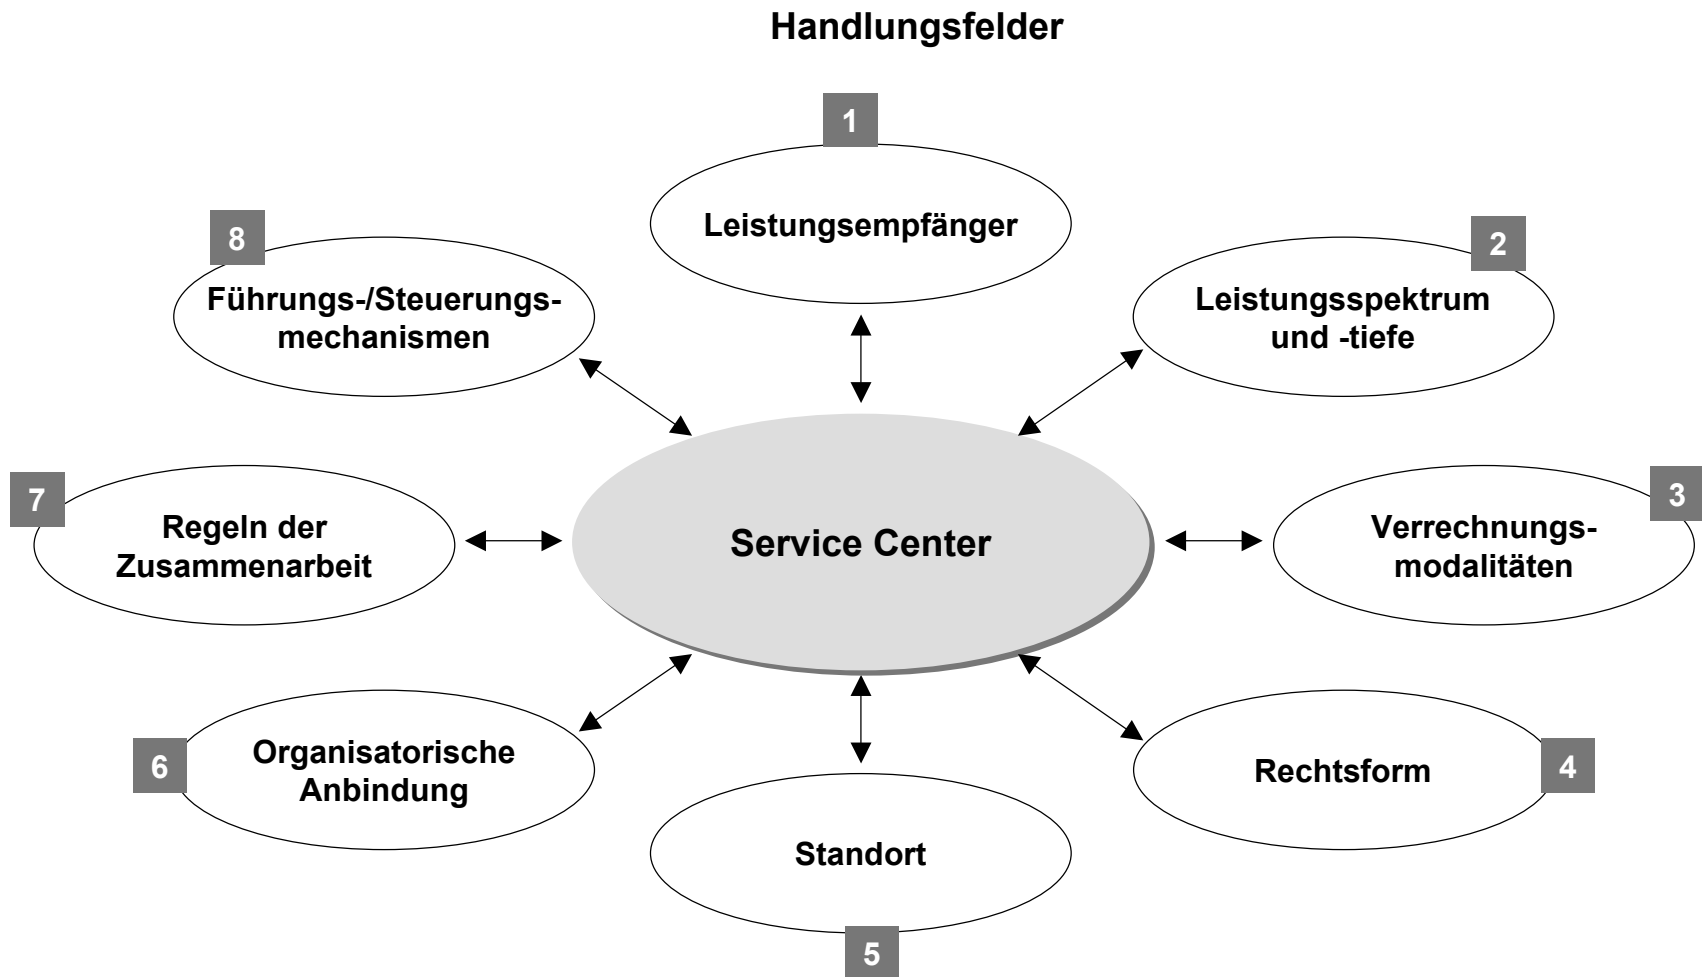 Handlungsfelder
1
Leistungsempfänger
2
Leistungsspektrum
und -tiefe
3
Verrechnungs-
modalitäten
4
Rechtsform
5
Standort
6
Organisatorische
Anbindung
7
Regeln der
Zusammenarbeit
8
Führungs-/Steuerungs-
mechanismen
Service Center